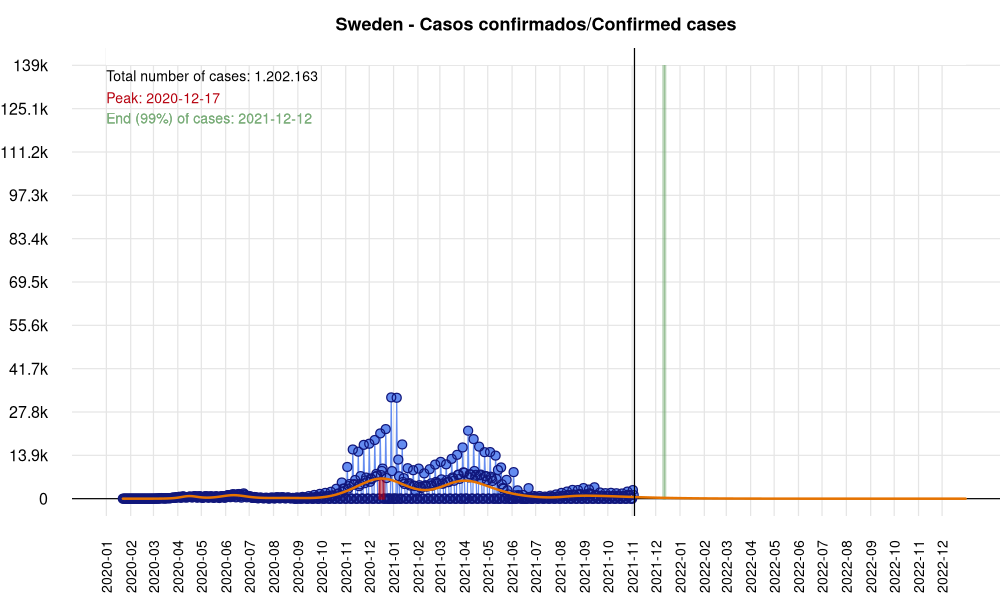 Sweden - Casos confirmados/Confirmed cases
139k
Total number of cases: 1.202.163
Peak: 2020-12-17
125.1k
End (99%) of cases: 2021-12-12
111.2k
97.3k
83.4k
69.5k
55.6k
41.7k
27.8k
13.9k
0
2020-01
2020-02
2020-03
2020-04
2020-05
2020-06
2020-07
2020-08
2020-09
2020-10
2020-11
2020-12
2021-01
2021-02
2021-03
2021-04
2021-05
2021-06
2021-07
2021-08
2021-09
2021-10
2021-11
2021-12
2022-01
2022-02
2022-03
2022-04
2022-05
2022-06
2022-07
2022-08
2022-09
2022-10
2022-11
2022-12